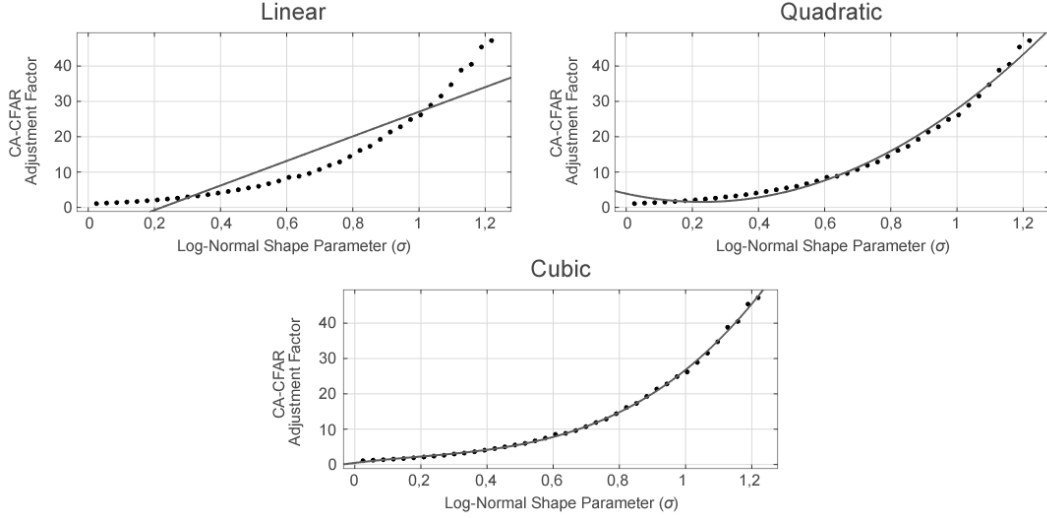 Linear
CA-CFAR
Adjustment Factor
40
30
20
10
0
0 0,2 0,4 0,6 0,8 1 1,2
Log-Normal Shape Parameter (σ)
Quadratic
CA-CFAR
Adjustment Factor
40
30
20
10
0
0 0,2 0,4 0,6 0,8 1 1,2
Log-Normal Shape Parameter (σ)
Cubic
CA-CFAR
Adjustment Factor
40
30
20
10
0
0 0,2 0,4 0,6 0,8 1 1,2
Log-Normal Shape Parameter (σ)